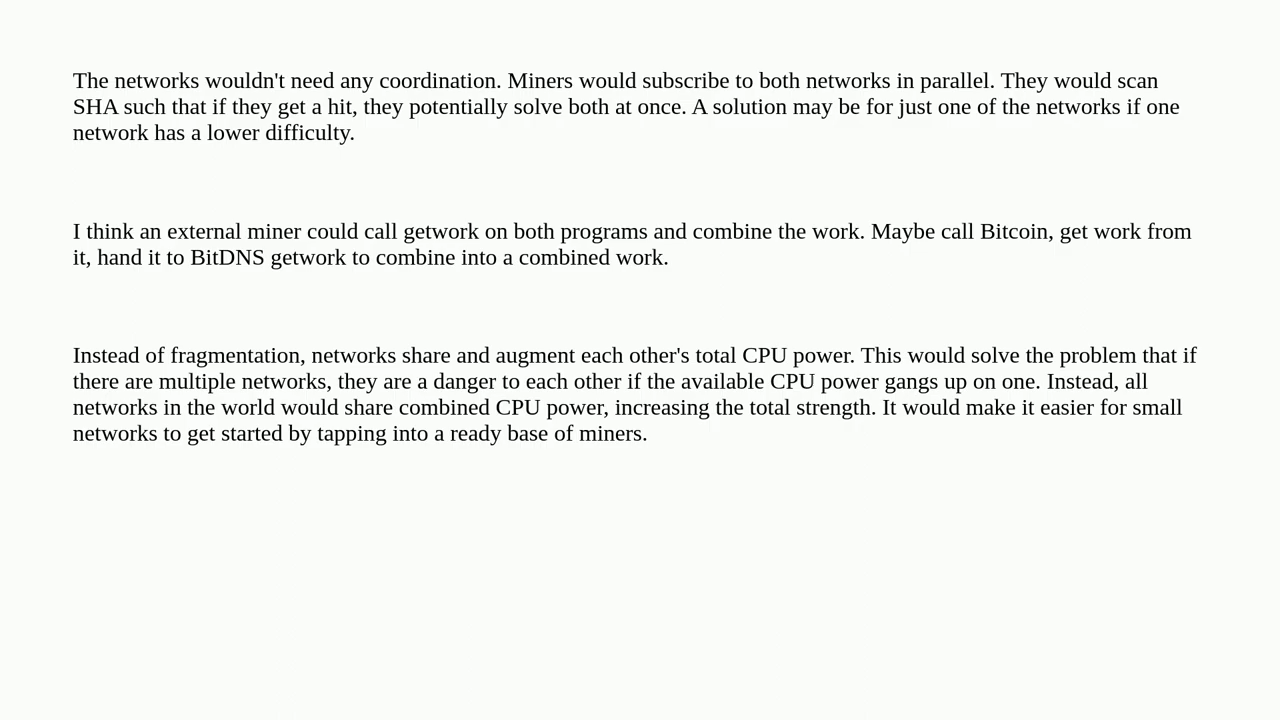 The networks wouldn't need any coordination. Miners would subscribe to both networks in parallel. They would scan
SHA such that if they get a hit, they potentially solve both at once. A solution may be for just one of the networks if one
network has a lower difficulty.
I think an external miner could call getwork on both programs and combine the work. Maybe call Bitcoin, get work from
it, hand it to BitDNS getwork to combine into a combined work.
Instead of fragmentation, networks share and augment each other's total CPU power. This would solve the problem that if
there are multiple networks, they are a danger to each other if the available CPU power gangs up on one. Instead, all
networks in the world would share combined CPU power, increasing the total strength. It would make it easier for small
networks to get started by tapping into a ready base of miners.